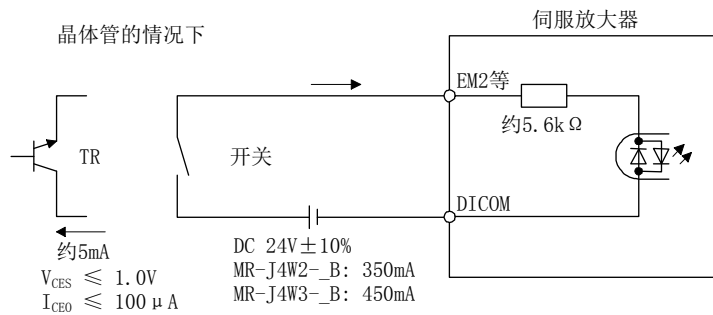 伺服放大器
晶体管的情况下
EM2等
约5.6kΩ
TR
开关
DICOM
约5mA
V_CES ≤ 1.0V
I_CEO ≤ 100μA
DC 24V±10%
MR-J4W2-_B: 350mA
MR-J4W3-_B: 450mA